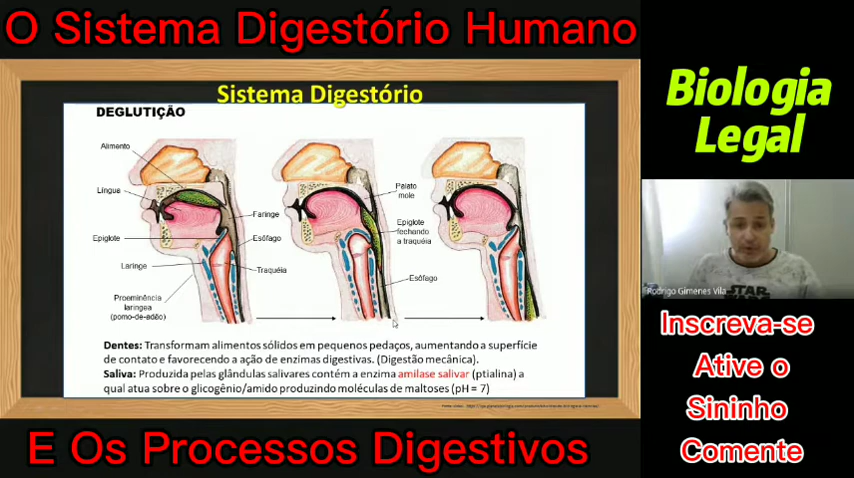 O Sistema Digestório Humano
Sistema Digestório
DEGLUTIÇÃO
Alimento
Língua
Epiglote
Laringe
Proeminência
laríngea
(pomo-de-adão)
Faringe
Esôfago
Traquéia
Palato
mole
Epiglote
fechando
a traquéia
Esôfago
Dentes: Transformam alimentos sólidos em pequenos pedaços, aumentando a superfície
de contato e favorecendo a ação de enzimas digestivas. (Digestão mecânica).
Saliva: Produzida pelas glândulas salivares contém a enzima amilase salivar (ptialina) a
qual atua sobre o glicogênio/amido produzindo moléculas de maltoses (pH = 7)
E Os Processos Digestivos
Biologia
Legal
STAR
Rodrigo Gimenes Vila
Inscreva-se
Ative o
Sininho
Comente